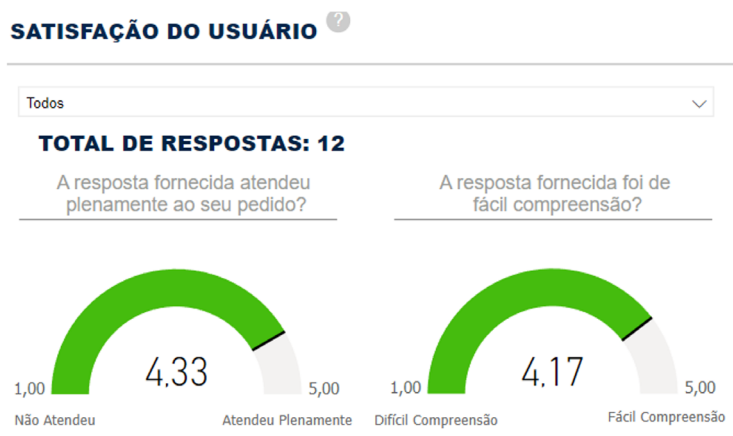 SATISFAÇÃO DO USUÁRIO ?
Todos
TOTAL DE RESPOSTAS: 12
A resposta fornecida atendeu
plenamente ao seu pedido?
1,00
4,33
5,00
Não Atendeu
Atendeu Plenamente
A resposta fornecida foi de
fácil compreensão?
1,00
4,17
5,00
Difícil Compreensão
Fácil Compreensão